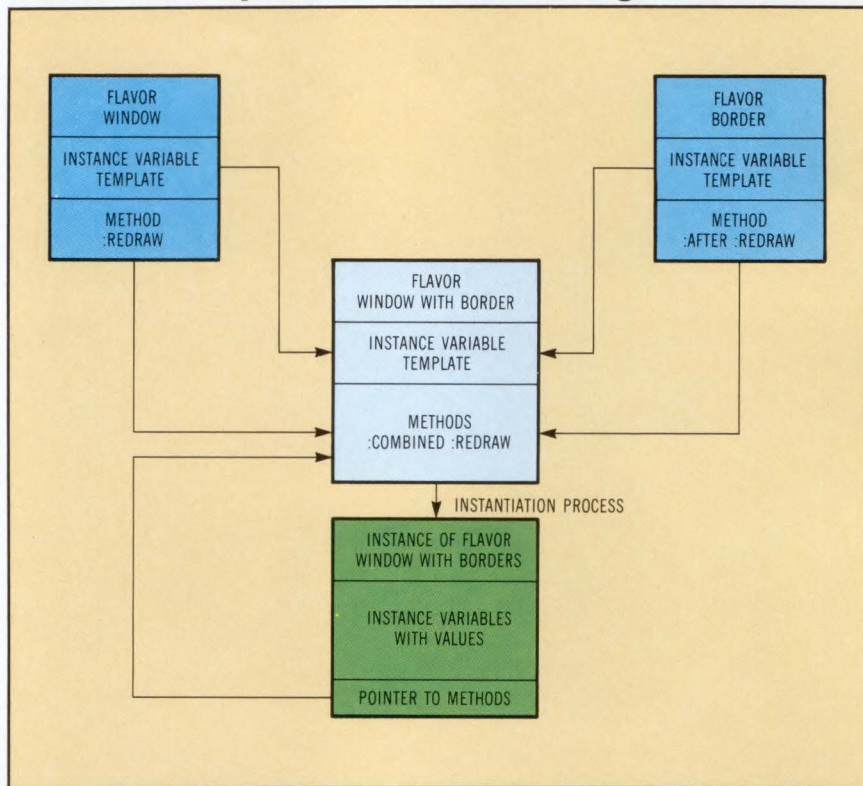 FLAVOR
WINDOW
INSTANCE VARIABLE
TEMPLATE
METHOD
:REDRAW
FLAVOR
BORDER
INSTANCE VARIABLE
TEMPLATE
METHOD
:AFTER :REDRAW
FLAVOR
WINDOW WITH BORDER
INSTANCE VARIABLE
TEMPLATE
METHODS
:COMBINED :REDRAW
INSTANTIATION PROCESS
INSTANCE OF FLAVOR
WINDOW WITH BORDERS
INSTANCE VARIABLES
WITH VALUES
POINTER TO METHODS